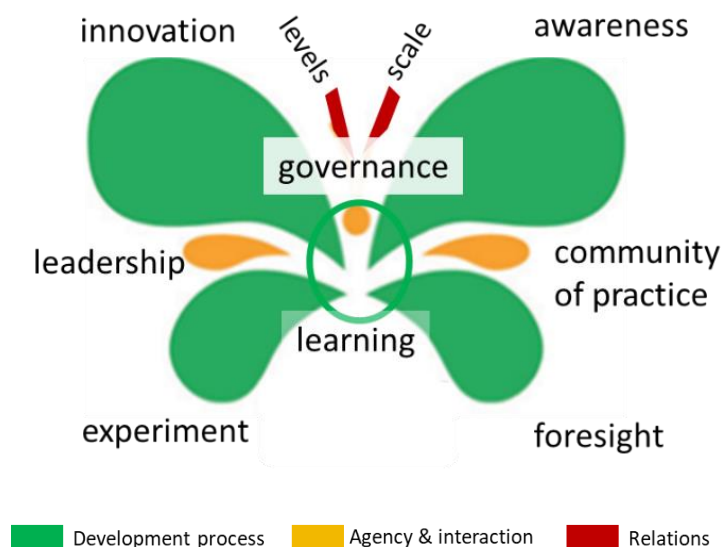 innovation
levels
scale
awareness
governance
leadership
community
of practice
learning
experiment
foresight
Development process
Agency & interaction
Relations